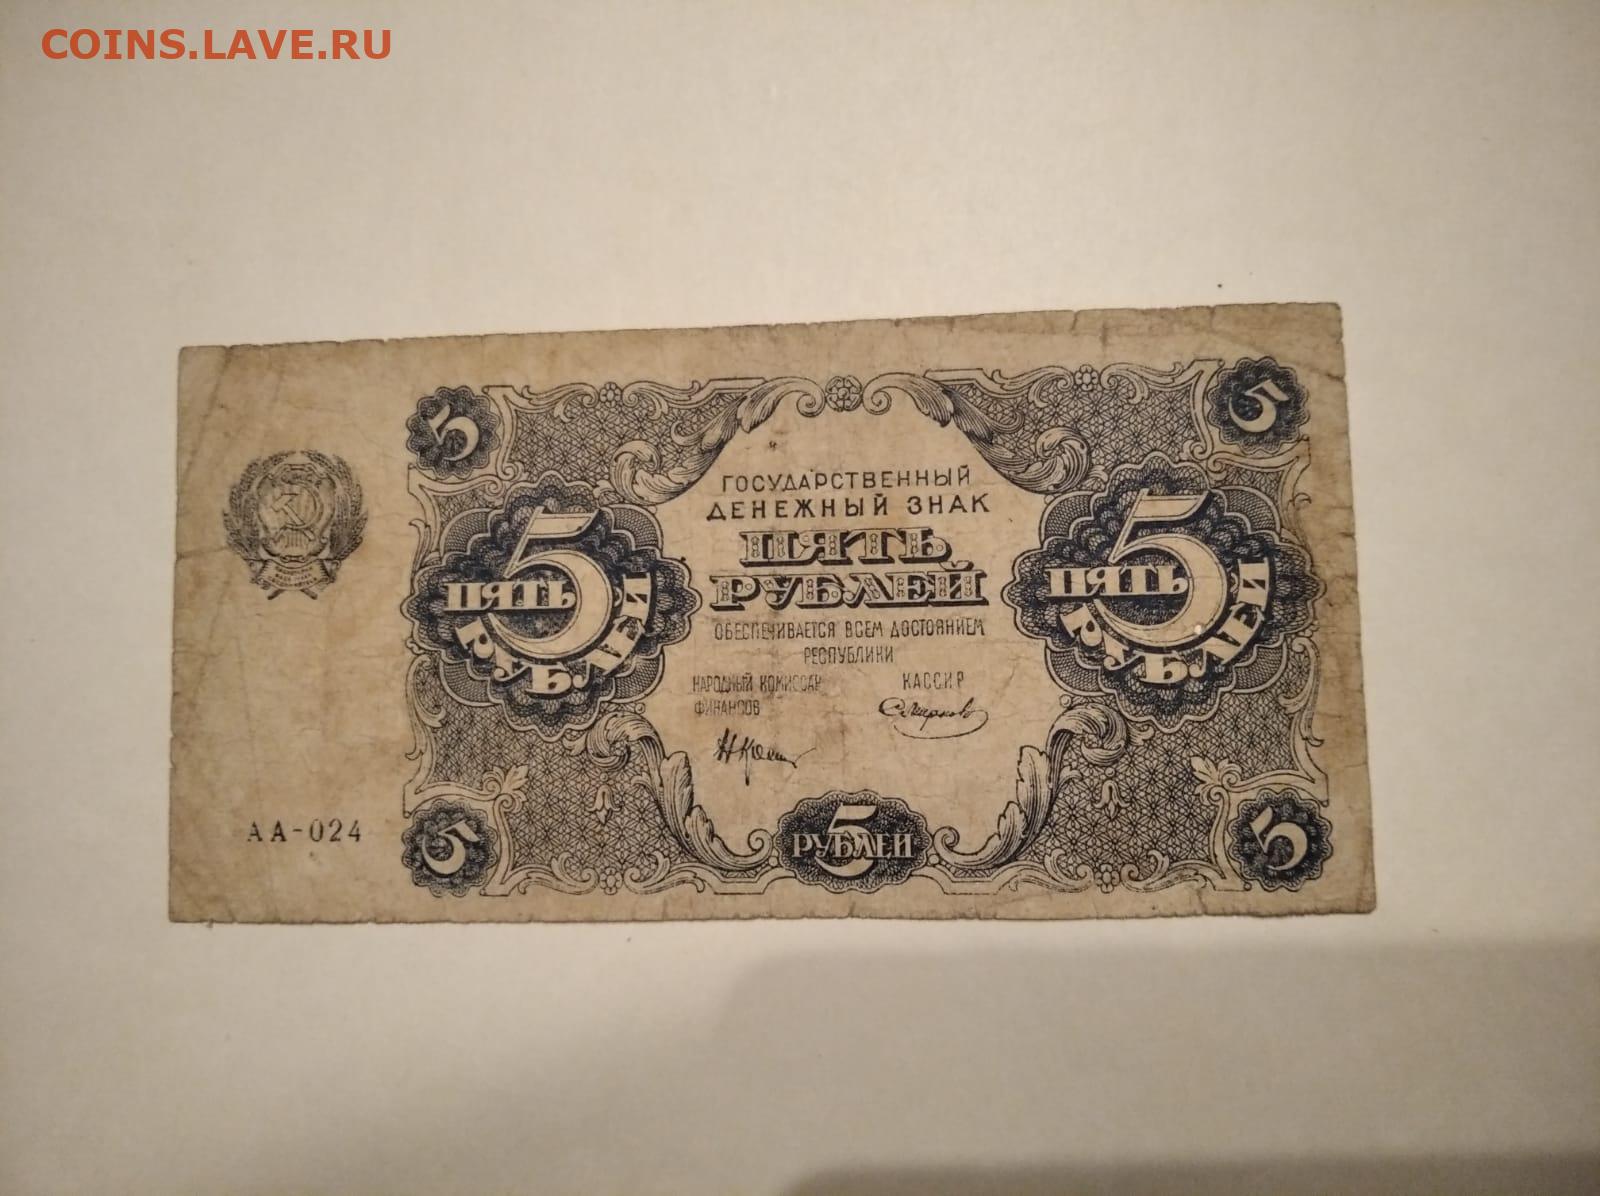 COINS.LAVE.RU
5
5
ГОСУДАРСТВЕННЫЙ
ДЕНЕЖНЫЙ ЗНАК
5
ПЯТЬ
РУБЛЕЙ
ПЯТЬ
РУБЛЕЙ
5
ПЯТЬ
РУБЛЕЙ
ОБЕСПЕЧИВАЕТСЯ ВСЕМ ДОСТОЯНИЕМ
РЕСПУБЛИКИ
НАРОДНЫЙ КОМИССАР
ФИНАНСОВ
КАССИР
АА-024
5
5
РУБЛЕЙ
5